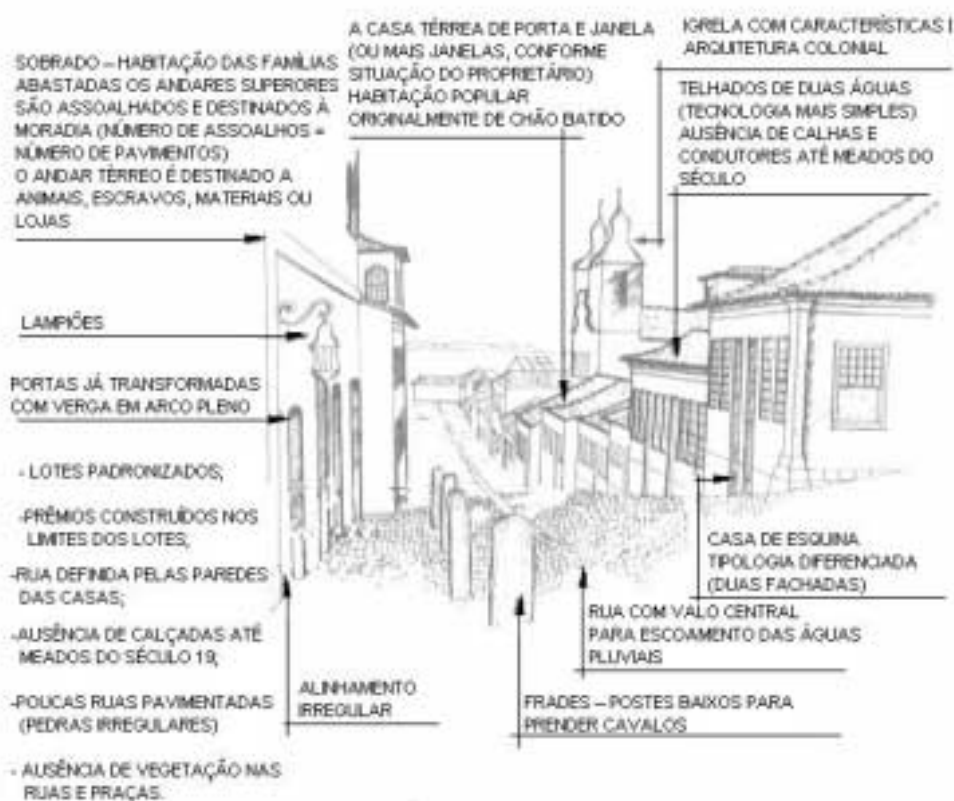 SOBRADO – HABITAÇÃO DAS FAMÍLIAS
ABASTADAS OS ANDARES SUPERORES
SÃO ASSOALHADOS E DESTINADOS À
MORADIA (NÚMERO DE ASSOALHOS =
NÚMERO DE PAVIMENTOS)
O ANDAR TÉRREO É DESTINADO A
ANIMAIS, ESCRAVOS, MATERIAIS OU
LOJAS
A CASA TÉRREA DE PORTA E JANELA
(OU MAIS JANELAS, CONFORME
SITUAÇÃO DO PROPRIETÁRIO)
HABITAÇÃO POPULAR
ORIGINALMENTE DE CHÃO BATIDO
IGRELA COM CARACTERÍSTICAS
ARQUITETURA COLONIAL
TELHADOS DE DUAS ÁGUAS
(TECNOLOGIA MAIS SIMPLES)
AUSÊNCIA DE CALHAS E
CONDUTORES ATÉ MEADOS DO
SÉCULO
LAMPIÕES
PORTAS JÁ TRANSFORMADAS
COM VERGA EM ARCO PLENO
- LOTES PADRONIZADOS;
-PRÊMIOS CONSTRUÍDOS NOS
LIMITES DOS LOTES;
-RUA DEFINIDA PELAS PAREDES
DAS CASAS;
-AUSÊNCIA DE CALÇADAS ATÉ
MEADOS DO SÉCULO 19;
-POUCAS RUAS PAVIMENTADAS
(PEDRAS IRREGULARES)
- AUSÊNCIA DE VEGETAÇÃO NAS
RUAS E PRAÇAS.
ALINHAMENTO
IRREGULAR
FRADES – POSTES BAIXOS PARA
PRENDER CAVALOS
RUA COM VALO CENTRAL
PARA ESCOAMENTO DAS ÁGUAS
PLUVIAIS
CASA DE ESQUINA
TIPOLOGIA DIFERENCIADA
(DUAS FACHADAS)